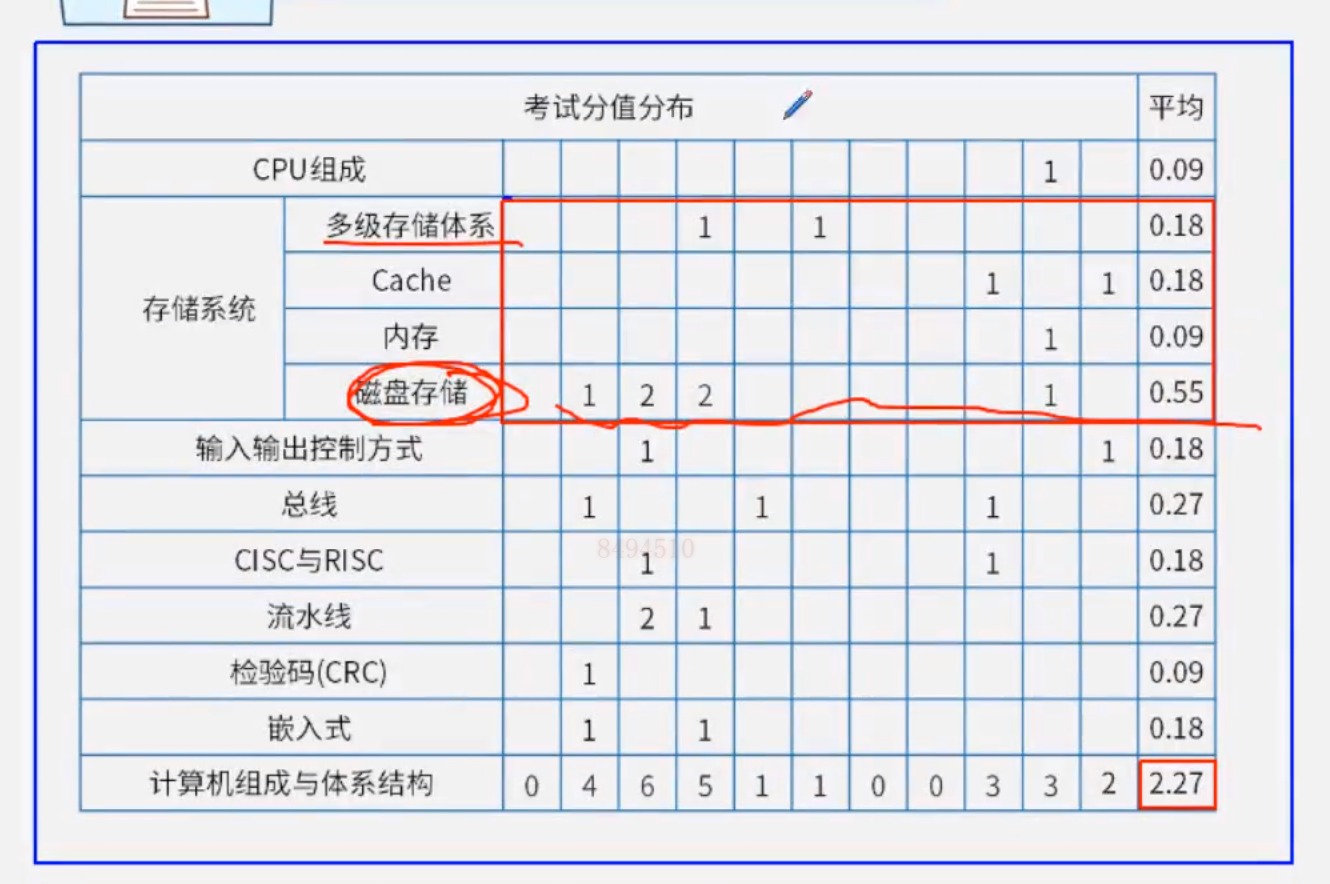 考试分值分布 平均
CPU组成 1 0.09
多级存储体系 1 1 0.18
Cache 1 1 0.18
存储系统
内存 1 0.09
磁盘存储 1 2 2 1 0.55
输入输出控制方式 1 1 0.18
总线 1 1 1 0.27
8494510
CISC与RISC 1 1 0.18
流水线 2 1 0.27
检验码(CRC) 1 0.09
嵌入式 1 1 0.18
计算机组成与体系结构 0 4 6 5 1 1 0 0 3 3 2 2.27